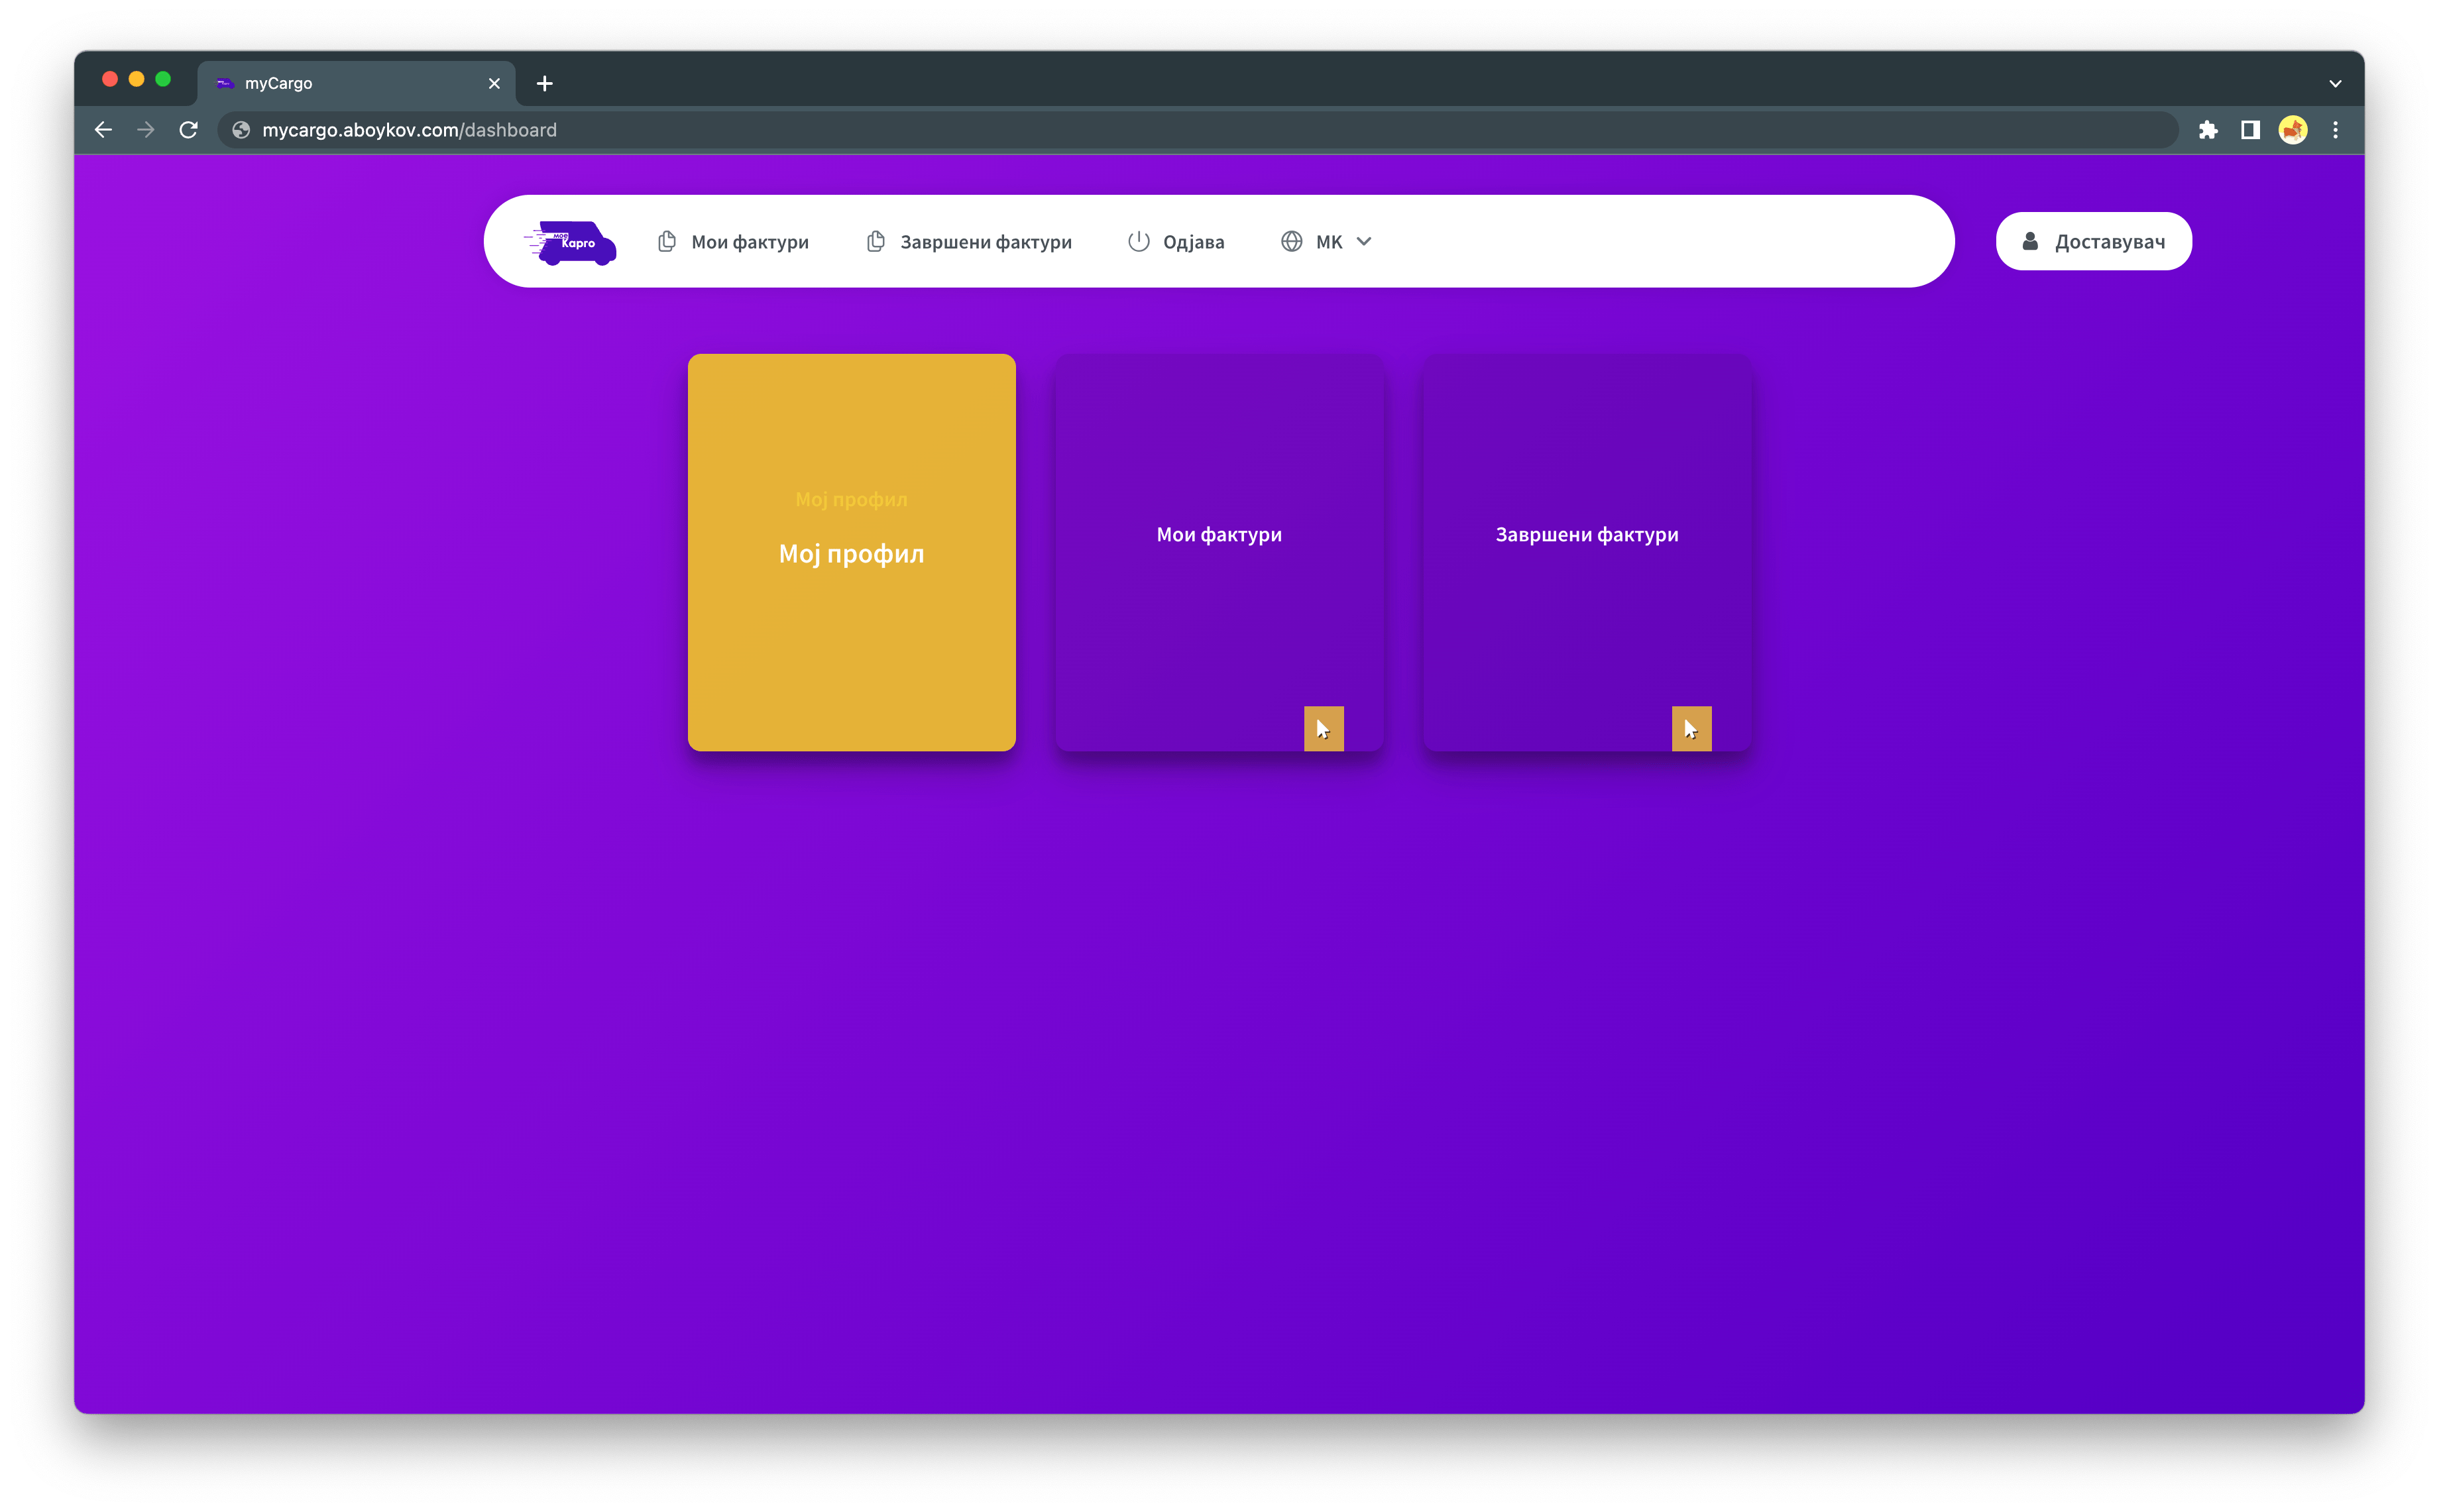 myCargo
mycargo.aboykov.com/dashboard
Мое
Карго
Мои фактури
Завршени фактури
Одјава
МК
Доставувач
Мој профил
Мој профил
Мои фактури
Завршени фактури